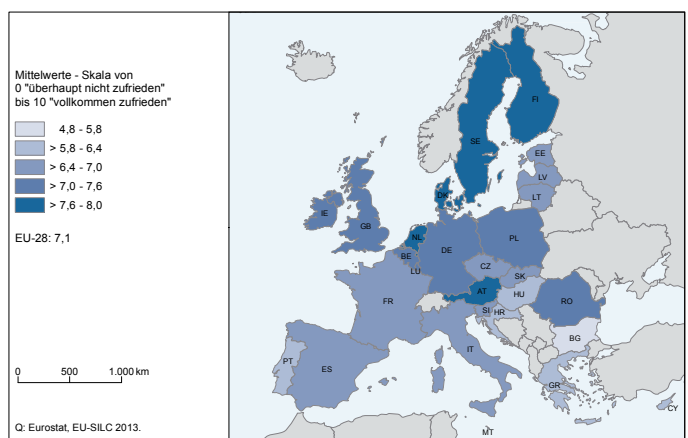 Mittelwerte - Skala von
0 "überhaupt nicht zufrieden"
bis 10 "vollkommen zufrieden"
4,8 - 5,8
> 5,8 - 6,4
> 6,4 - 7,0
> 7,0 - 7,6
> 7,6 - 8,0
EU-28: 7,1
0 500 1.000 km
Q: Eurostat, EU-SILC 2013.
FI
SE
EE
LV
DK
LT
IE
GB
NL
DE
PL
BE
LU
CZ
SK
FR
AT
HU
SI
HR
RO
IT
BG
PT
ES
GR
CY
MT